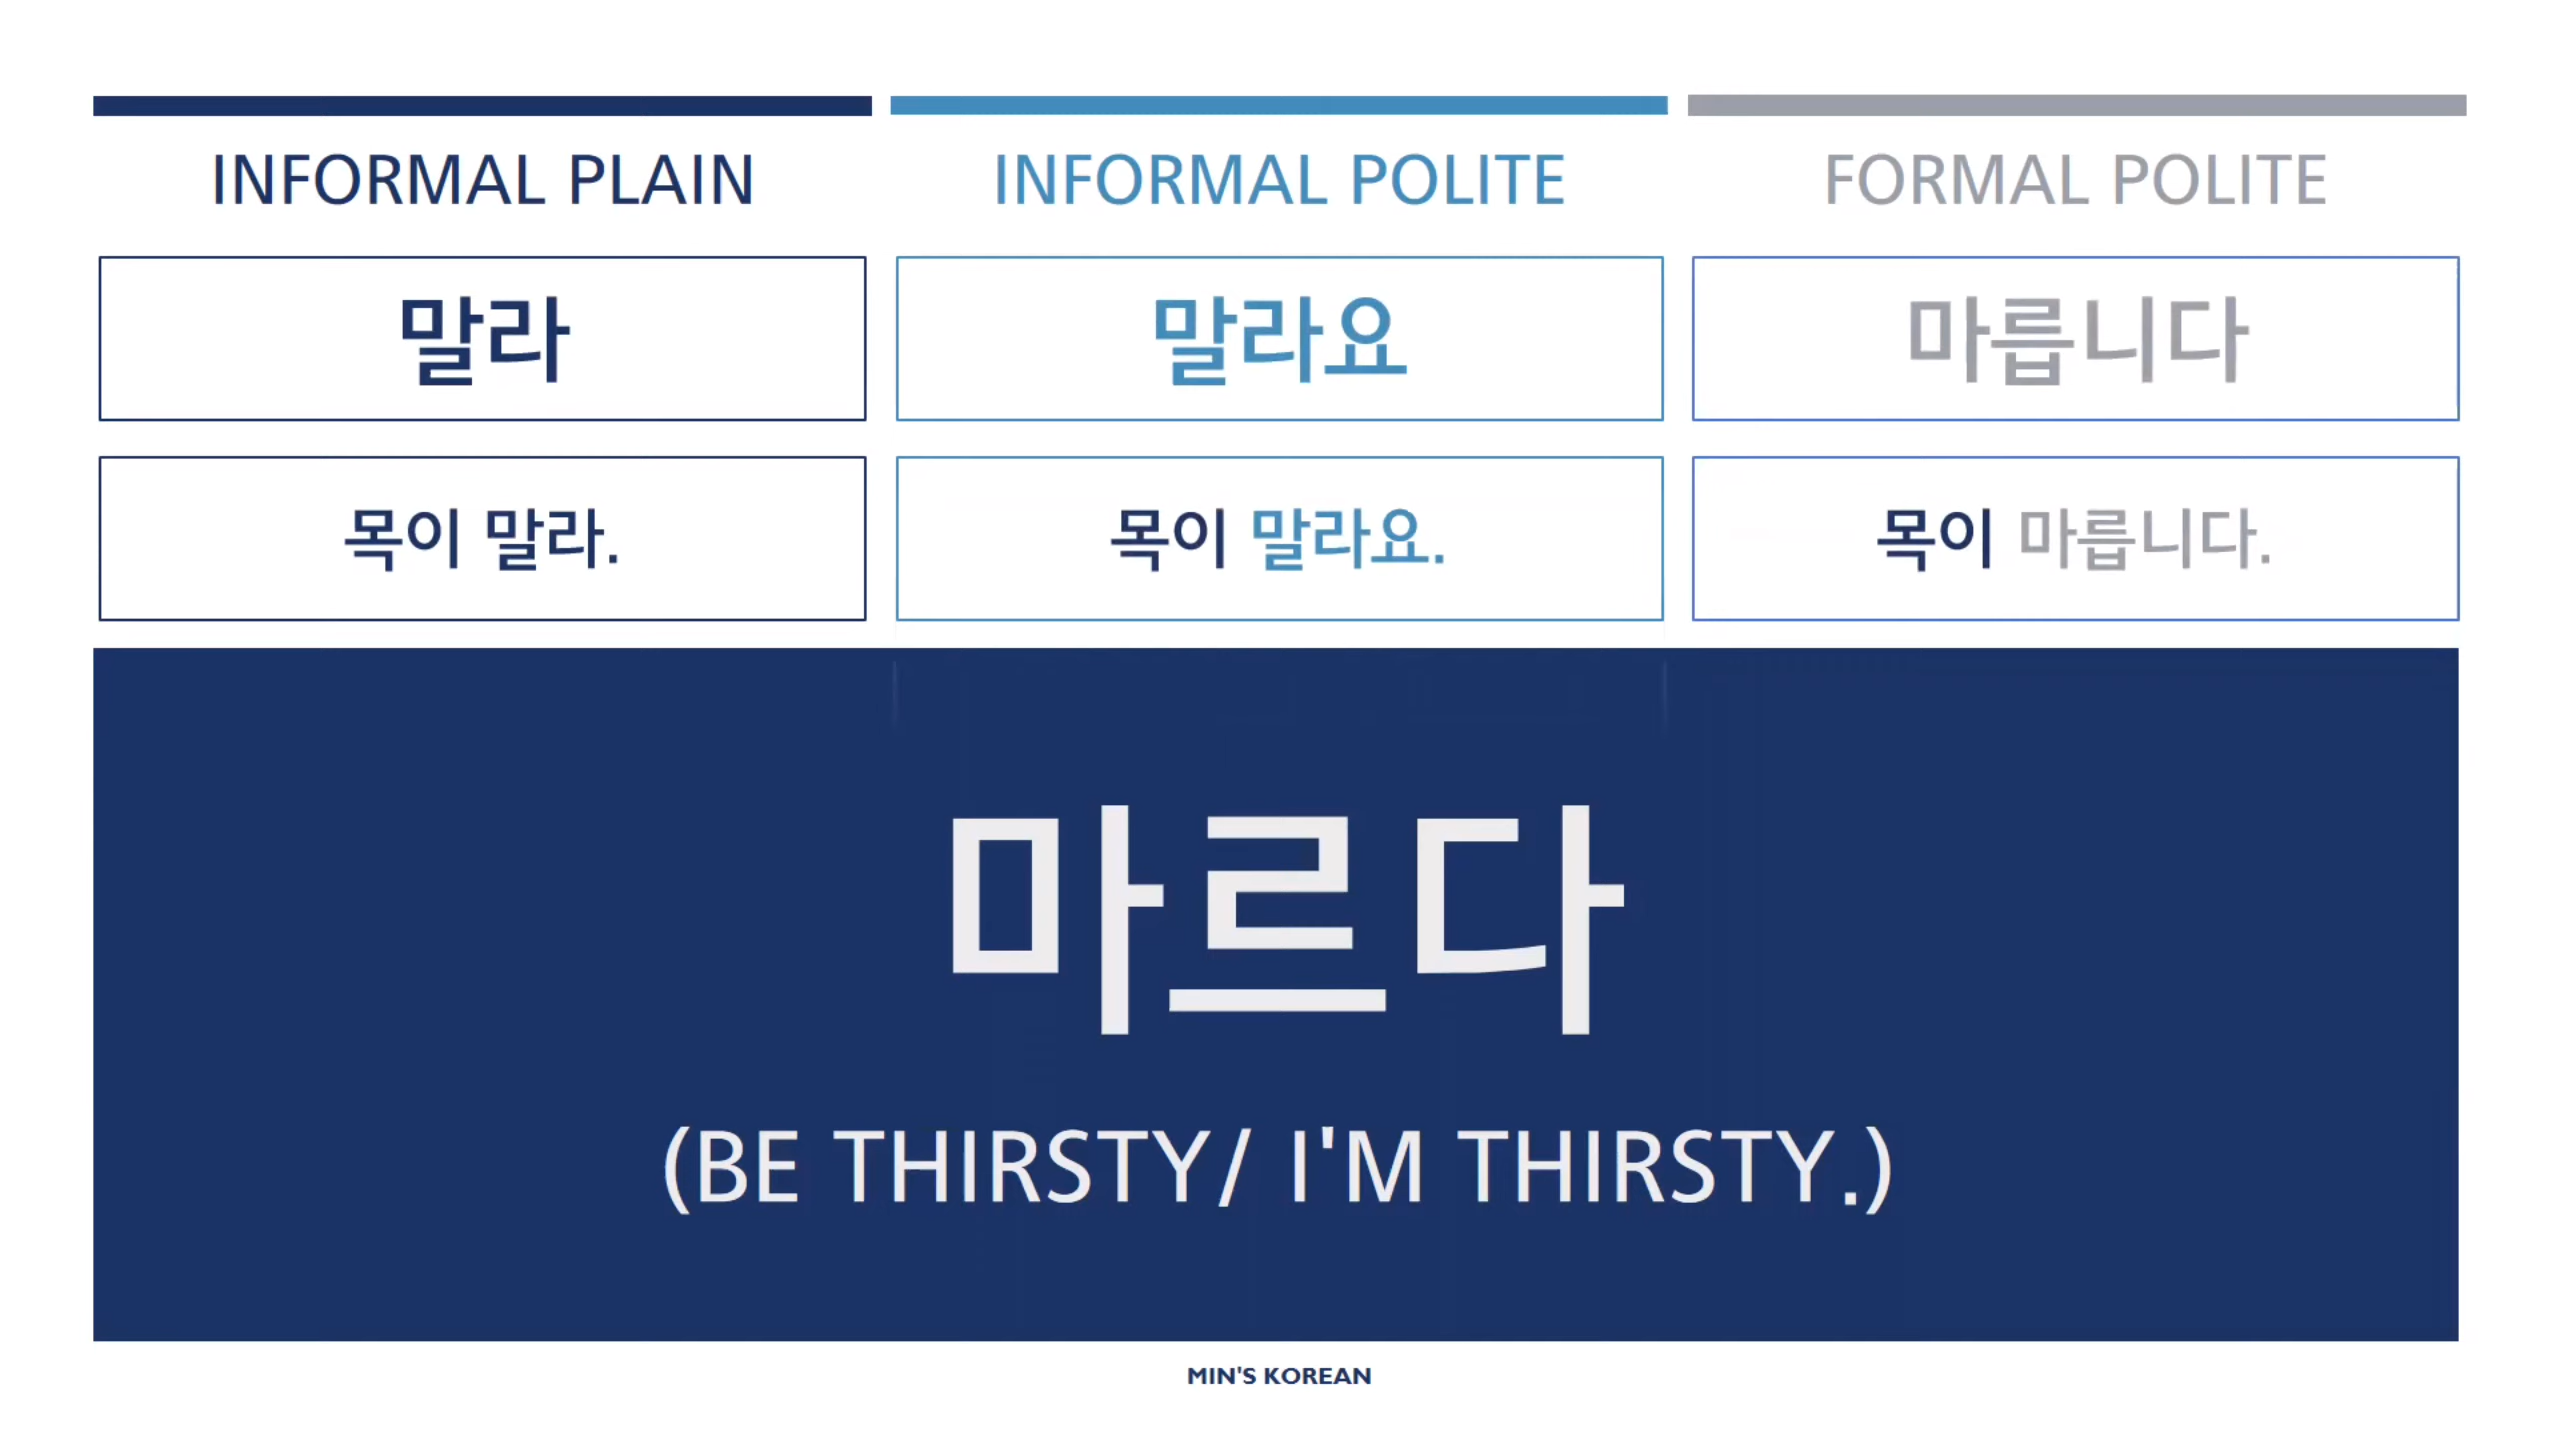 INFORMAL PLAIN
INFORMAL POLITE
FORMAL POLITE
말라
말라요
마릅니다
목이 말라.
목이 말라요.
목이 마릅니다.
마르다
(BE THIRSTY/ I'M THIRSTY.)
MIN'S KOREAN